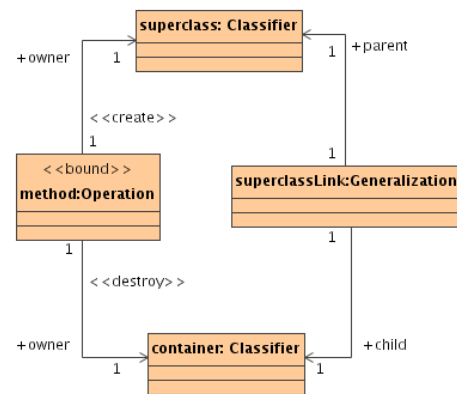 superclass: Classifier
+owner
1
1
+parent
<<create>>
1
1
<<bound>>
method:Operation
superclassLink:Generalization
1
1
<<destroy>>
+owner
container: Classifier
+child
1
1